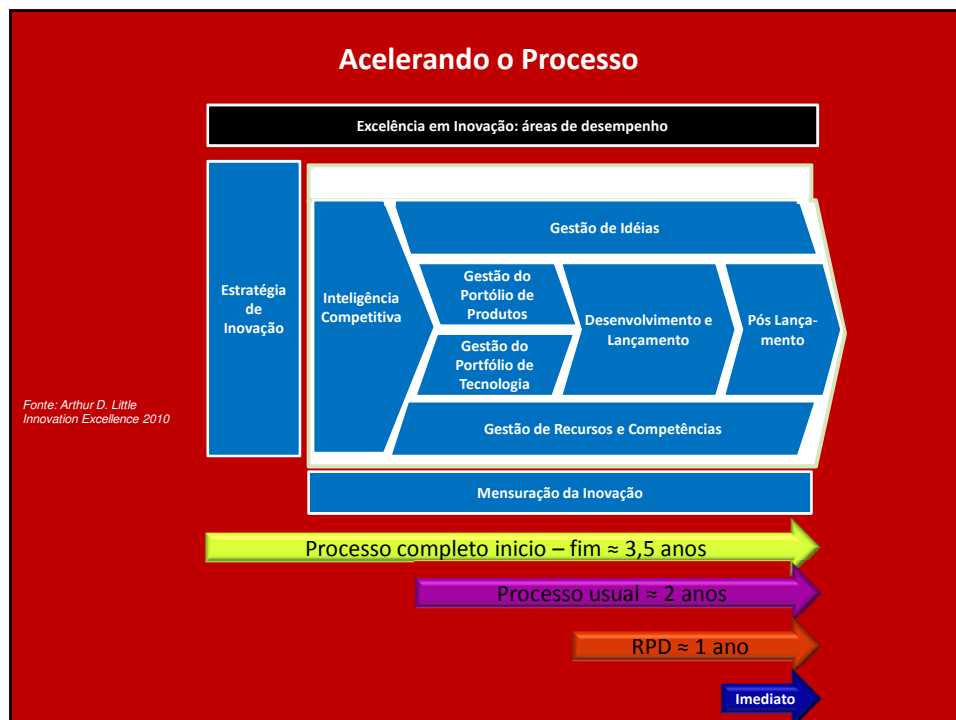 Acelerando o Processo
Excelência em Inovação: áreas de desempenho
Estratégia
de
Inovação
Inteligência
Competitiva
Gestão de Idéias
Gestão do
Portólio de
Produtos
Gestão do
Portfólio de
Tecnologia
Desenvolvimento e
Lançamento
Pós Lança-
mento
Gestão de Recursos e Competências
Mensuração da Inovação
Fonte: Arthur D. Little
Innovation Excellence 2010
Processo completo inicio – fim ≈ 3,5 anos
Processo usual ≈ 2 anos
RPD ≈ 1 ano
Imediato